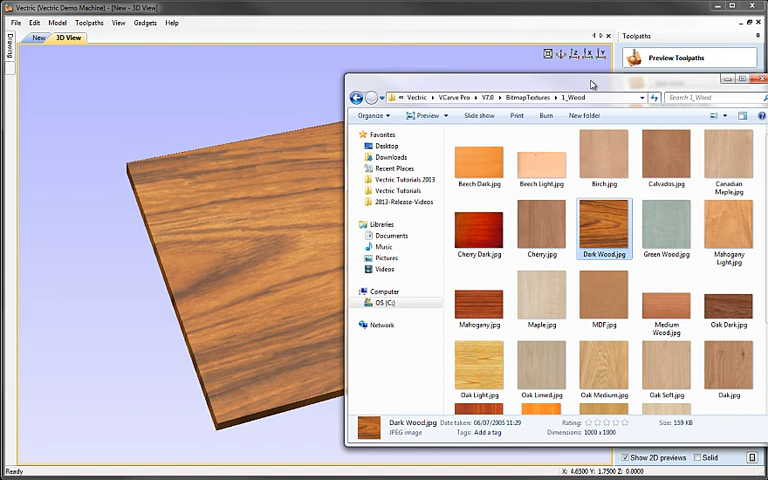 Vectric {Vectric Demo Machine} - [New - 3D View]
File Edit Model Toolpaths View Gadgets Help
Drawing
New 3D View
Toolpaths
Preview Toolpaths
« Vectric ▸ VCarve Pro ▸ V7.0 ▸ BitmapTextures ▸ 1_Wood
Search 1_Wood
Organize Preview Slide show Print Burn New folder
Favorites
Desktop
Downloads
Recent Places
Vectric Tutorials 2013
Vectric Tutorials
2013-Release-Videos
Libraries
Documents
Music
Pictures
Videos
Computer
OS (C:)
Network
Beech Dark.jpg Beech Light.jpg Birch.jpg Calvados.jpg Canadian Maple.jpg
Cherry Dark.jpg Cherry.jpg Dark Wood.jpg Green Wood.jpg Mahogany Light.jpg
Mahogany.jpg Maple.jpg MDF.jpg Medium Wood.jpg Oak Dark.jpg
Oak Light.jpg Oak Limed.jpg Oak Medium.jpg Oak Soft.jpg Oak.jpg
Dark Wood.jpg Date taken: 06/07/2005 11:29 Rating: Size: 159 KB
JPEG image Tags: Add a tag Dimensions: 1000 x 1000
Show 2D previews Solid
Ready
X: 4.6500 Y: 1.7500 Z: 0.0000